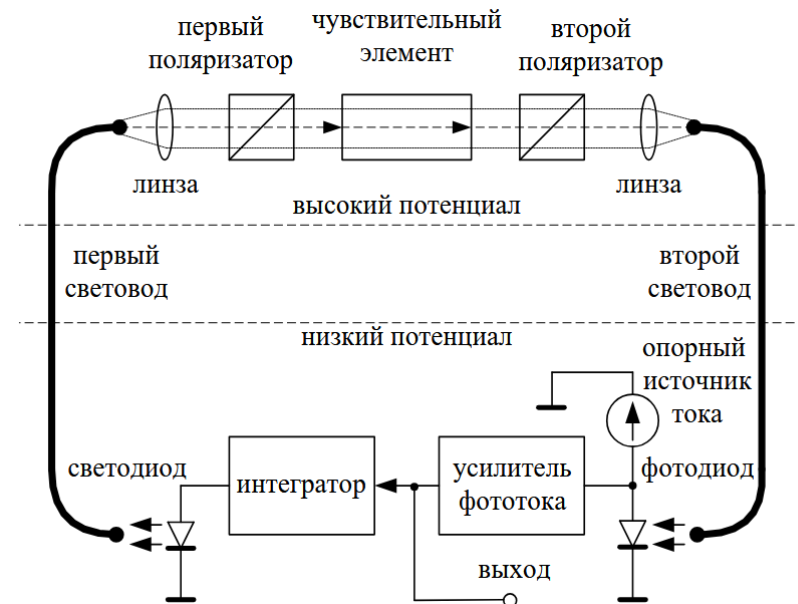 первый
поляризатор
чувствительный
элемент
второй
поляризатор
линза
линза
высокий потенциал
первый
световод
второй
световод
низкий потенциал
опорный
источник
тока
светодиод
интегратор
усилитель
фототока
фотодиод
выход